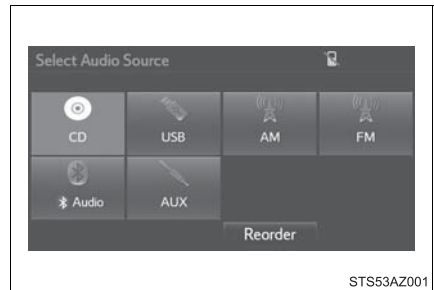 Select Audio Source
CD USB AM FM
Audio AUX
Reorder
STS53AZ001